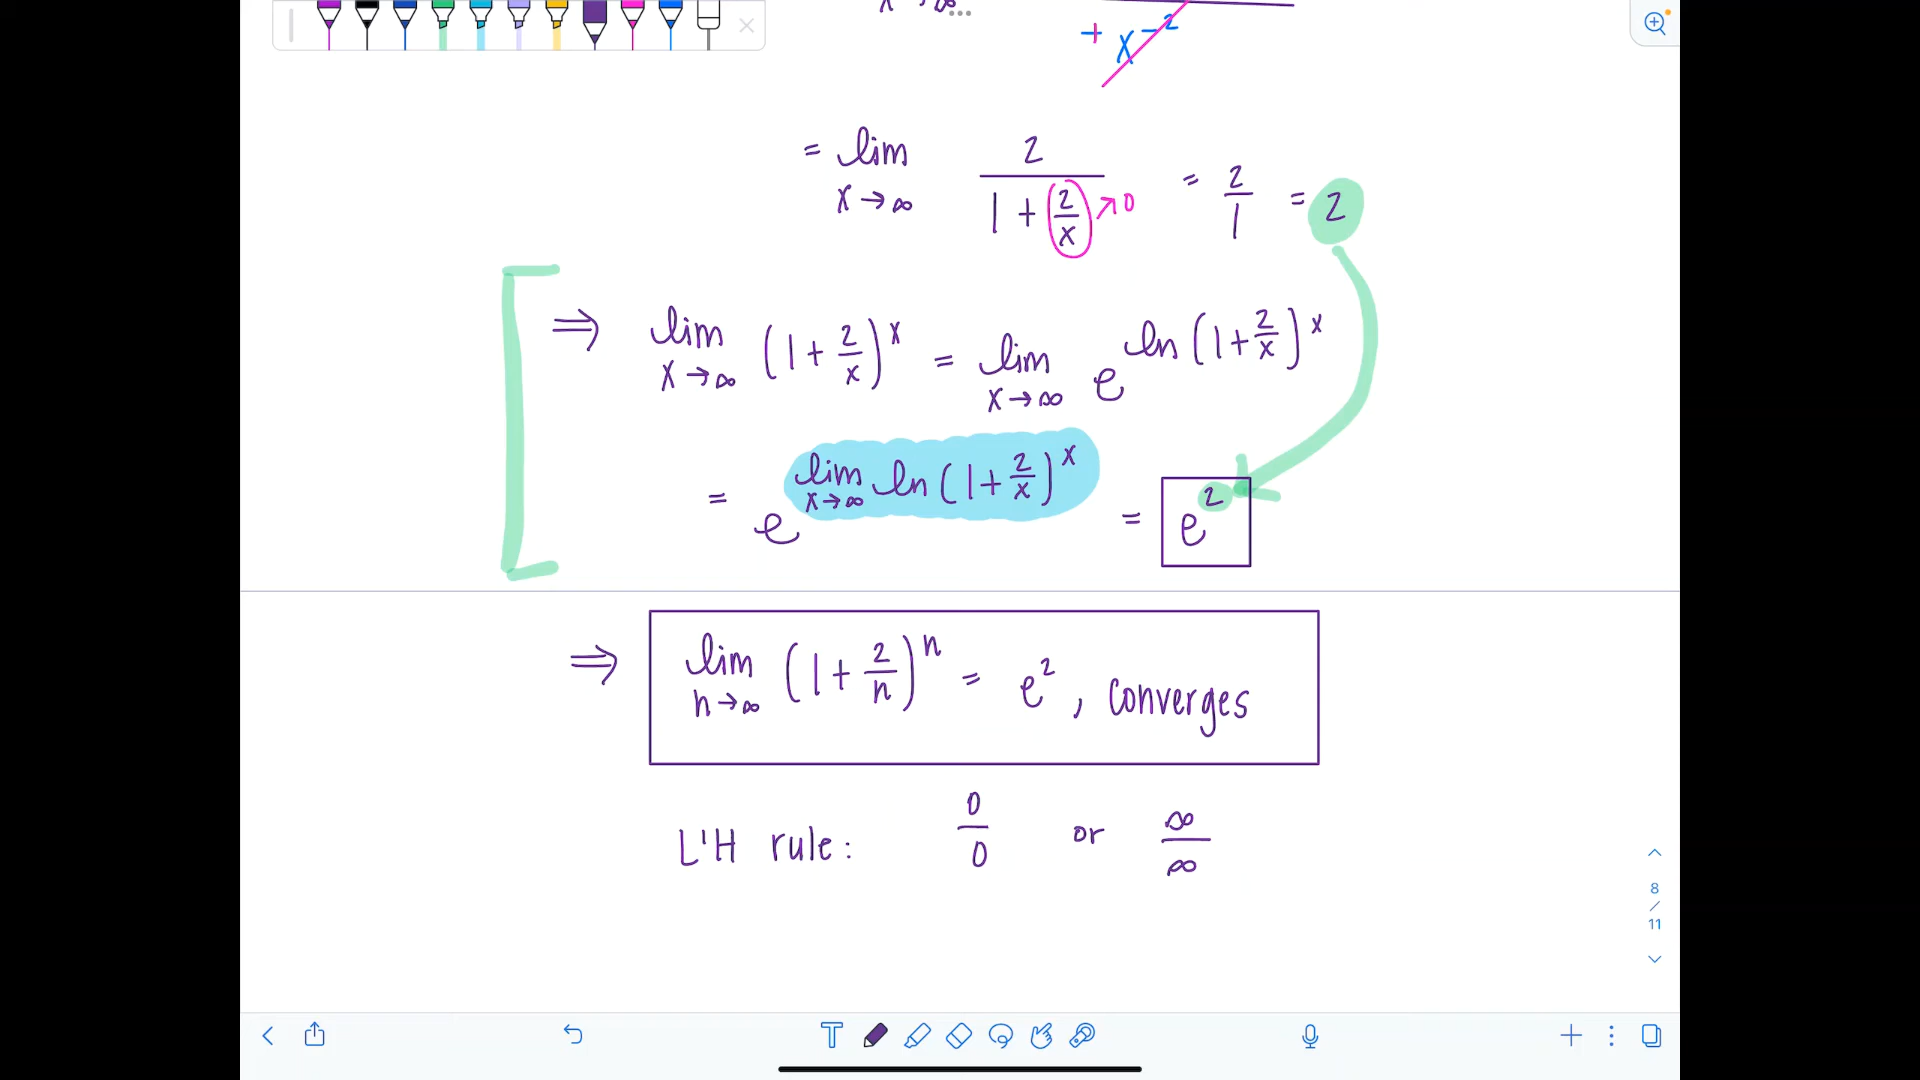 x → ∞
+ x^{-2}
= lim_{x→∞} 2/(1 + 2/x) ↗ 0 = 2/1 = 2
⇒ lim_{x→∞} (1 + 2/x)^x = lim_{x→∞} e^{ln(1 + 2/x)^x}
= e^{lim_{x→∞} ln(1 + 2/x)^x} = e^2
⇒ lim_{n→∞} (1 + 2/n)^n = e^2, converges
L'H rule: 0/0 or ∞/∞
8
/
11
T